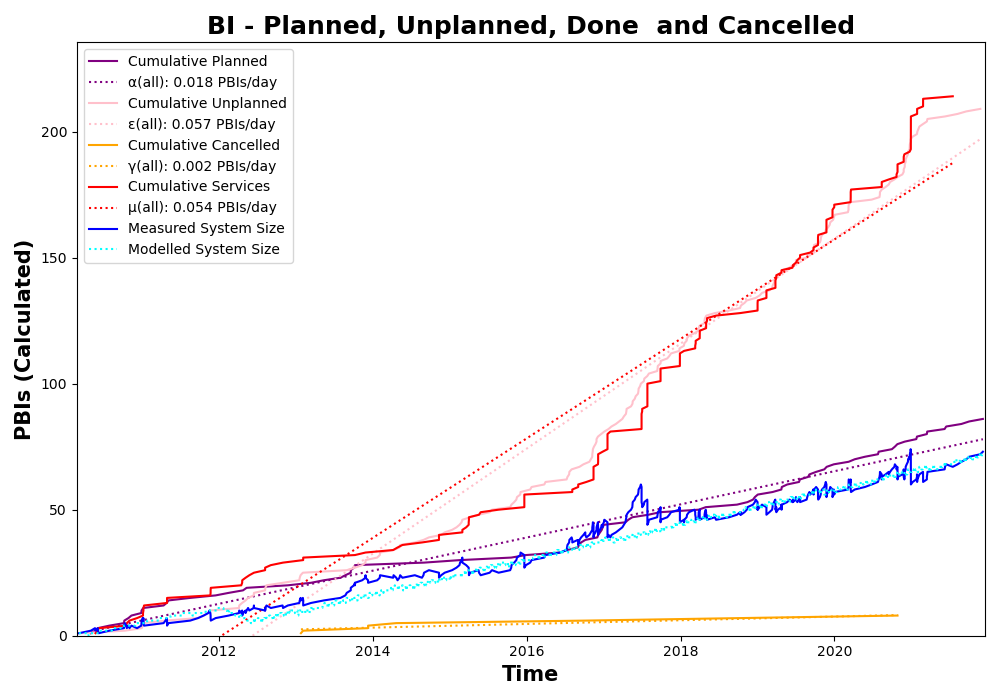 BI - Planned, Unplanned, Done  and Cancelled
Cumulative Planned
α(all): 0.018 PBIs/day
Cumulative Unplanned
ε(all): 0.057 PBIs/day
Cumulative Cancelled
γ(all): 0.002 PBIs/day
Cumulative Services
μ(all): 0.054 PBIs/day
Measured System Size
Modelled System Size
PBIs (Calculated)
200
150
100
50
0
2012 2014 2016 2018 2020
Time